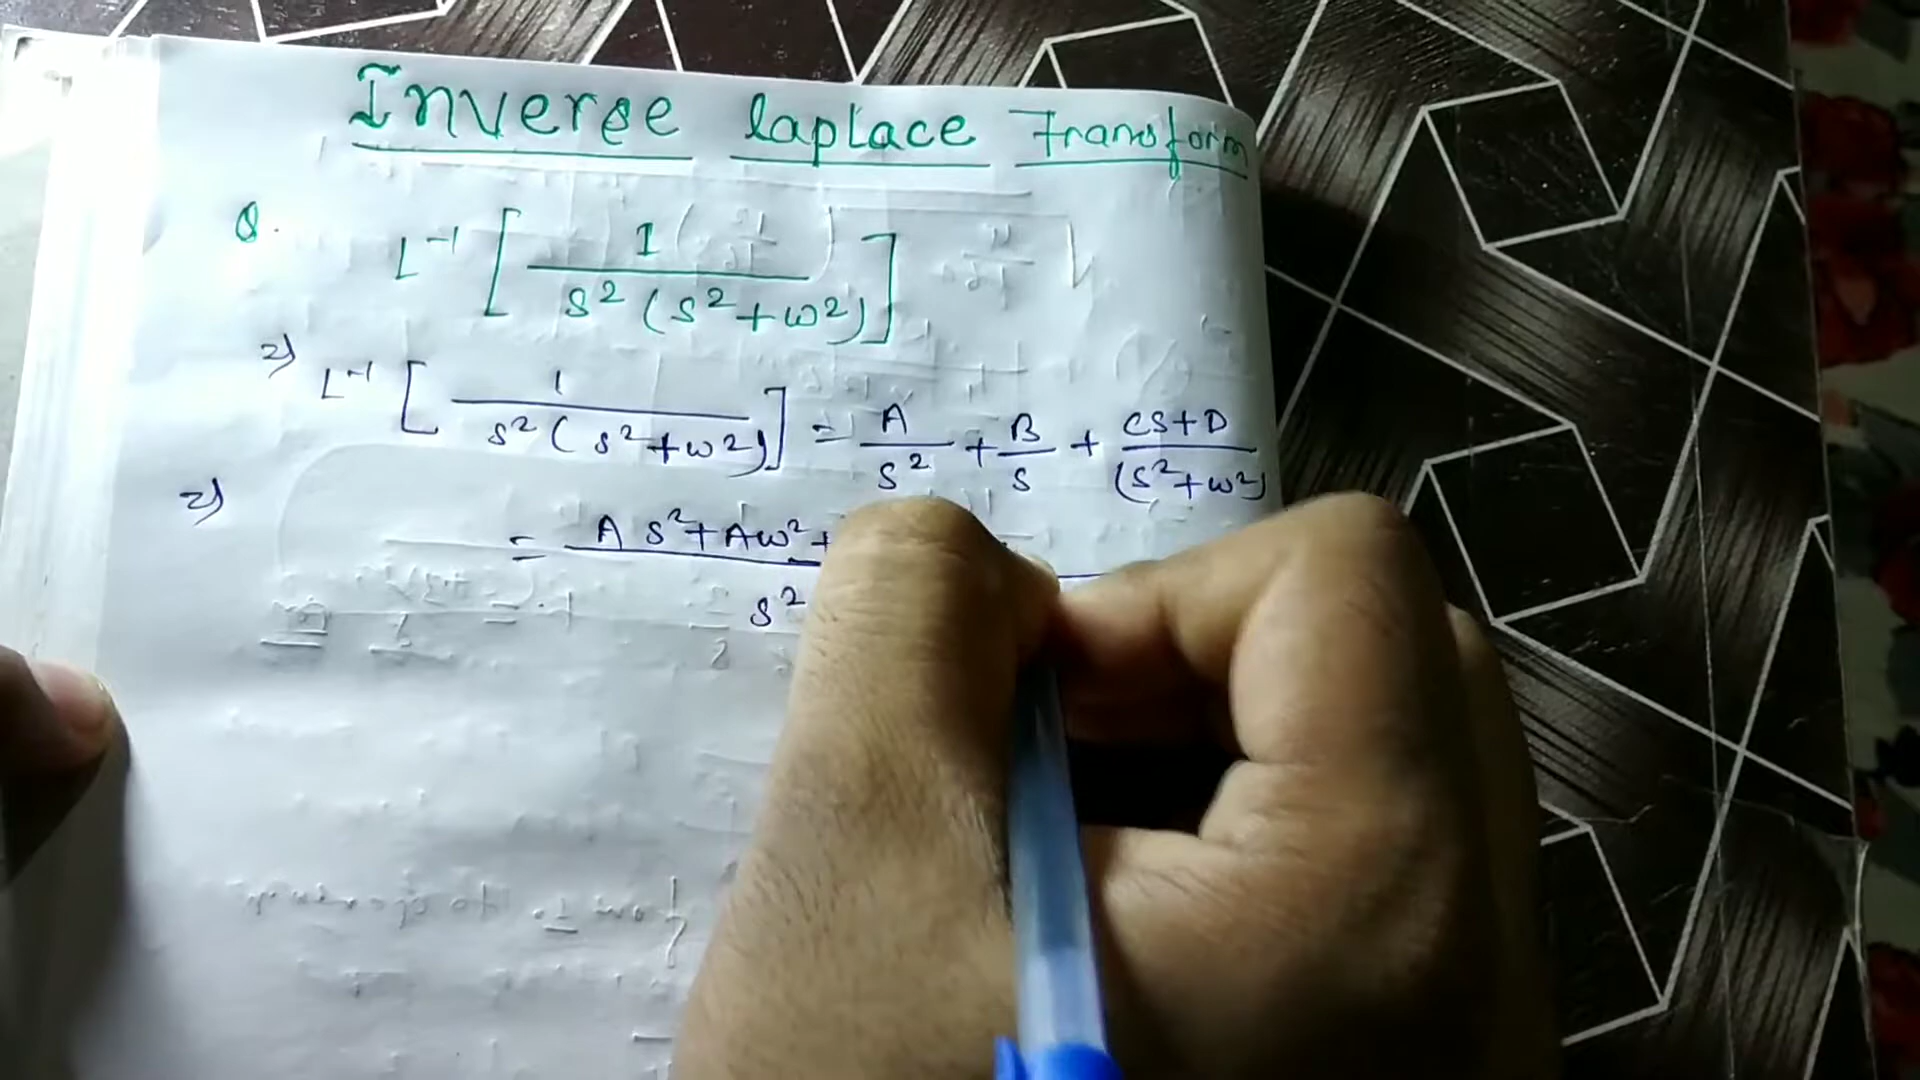 Inverse laplace Transform
Q. L⁻¹ [ 1 / s² (s²+ω²) ]
⇒ L⁻¹ [ 1 / s² (s²+ω²) ] = A / s² + B / s + CS+D / (s²+ω²)
⇒ = A s²+Aω²+ / s²